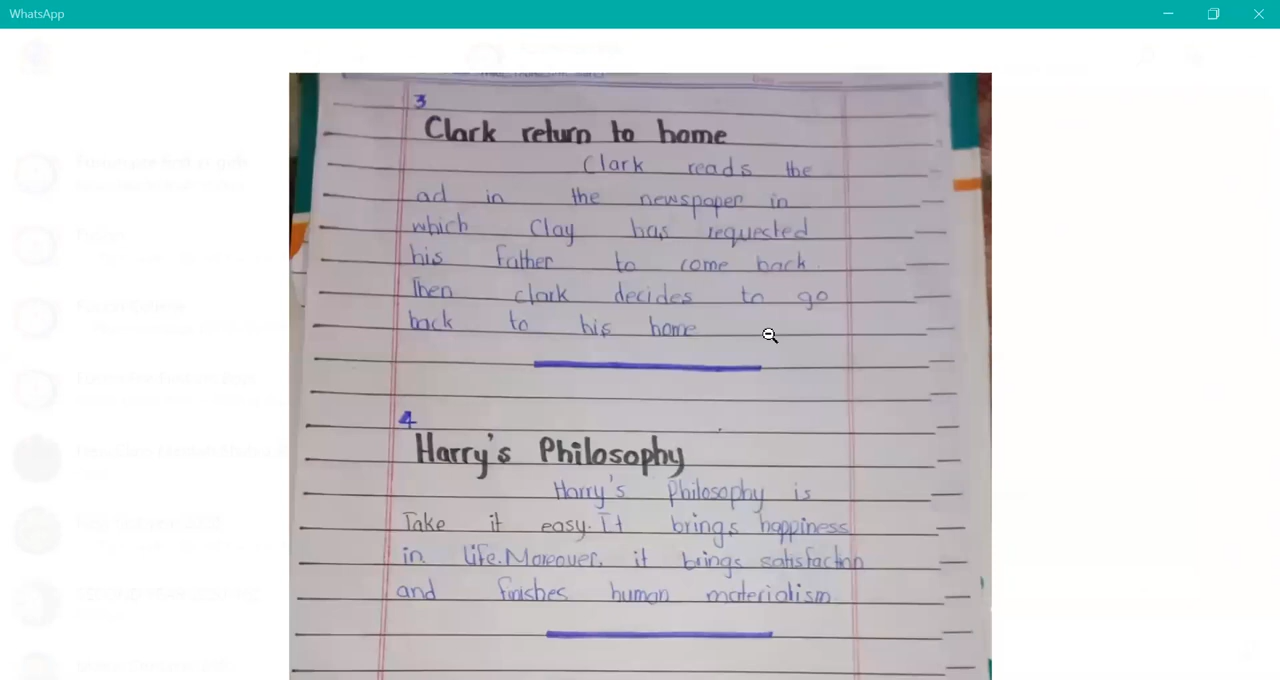 WhatsApp
3
Clark return to home
Clark reads the
ad in the newspaper in
which Clay has requested
his father to come back.
Then clark decides to go
back to his home
4
Harry's Philosophy
Harry's Philosophy is
Take it easy. It brings happiness
in life. Moreover, it brings satisfaction
and finishes human materialism